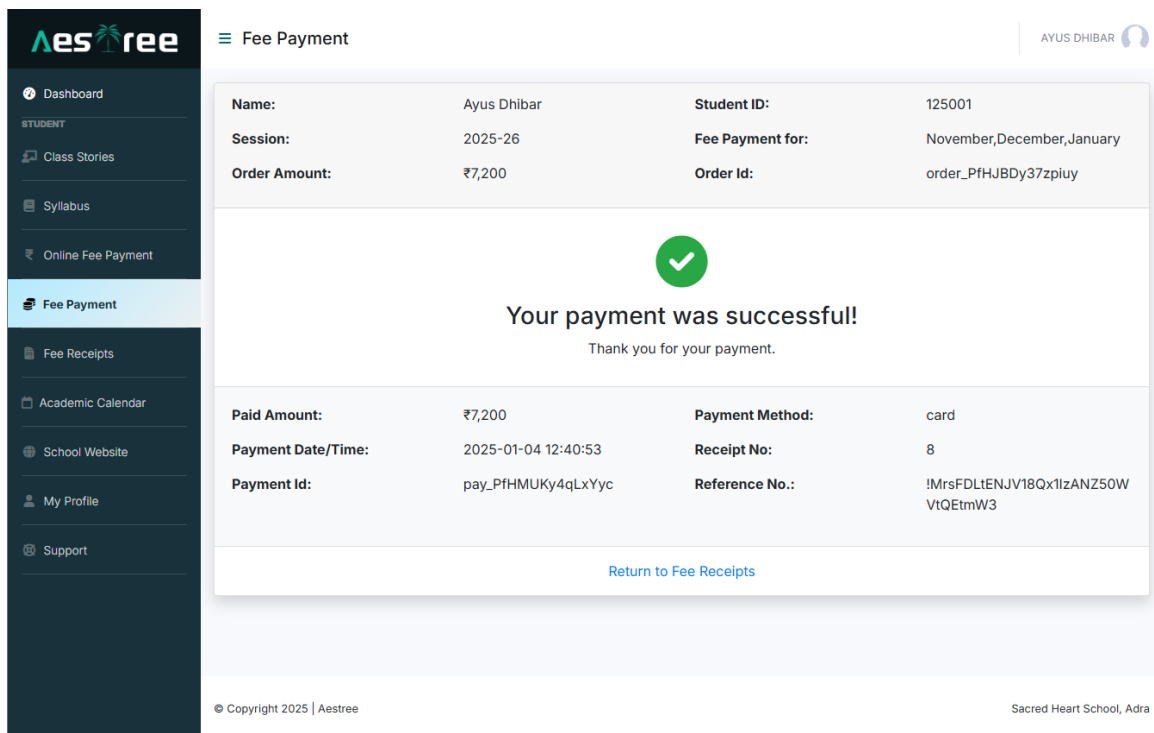 Aestree
Fee Payment
AYUS DHIBAR
Dashboard
STUDENT
Class Stories
Syllabus
₹ Online Fee Payment
Fee Payment
Fee Receipts
Academic Calendar
School Website
My Profile
Support
Name: Ayus Dhibar Student ID: 125001
Session: 2025-26 Fee Payment for: November,December,January
Order Amount: ₹7,200 Order Id: order_PfHJBDy37zpiuy
Your payment was successful!
Thank you for your payment.
Paid Amount: ₹7,200 Payment Method: card
Payment Date/Time: 2025-01-04 12:40:53 Receipt No: 8
Payment Id: pay_PfHMUKy4qLxYyc Reference No.: !MrsFDLtENJV18Qx1IzANZ50W
VtQEtmW3
Return to Fee Receipts
© Copyright 2025 | Aestree
Sacred Heart School, Adra